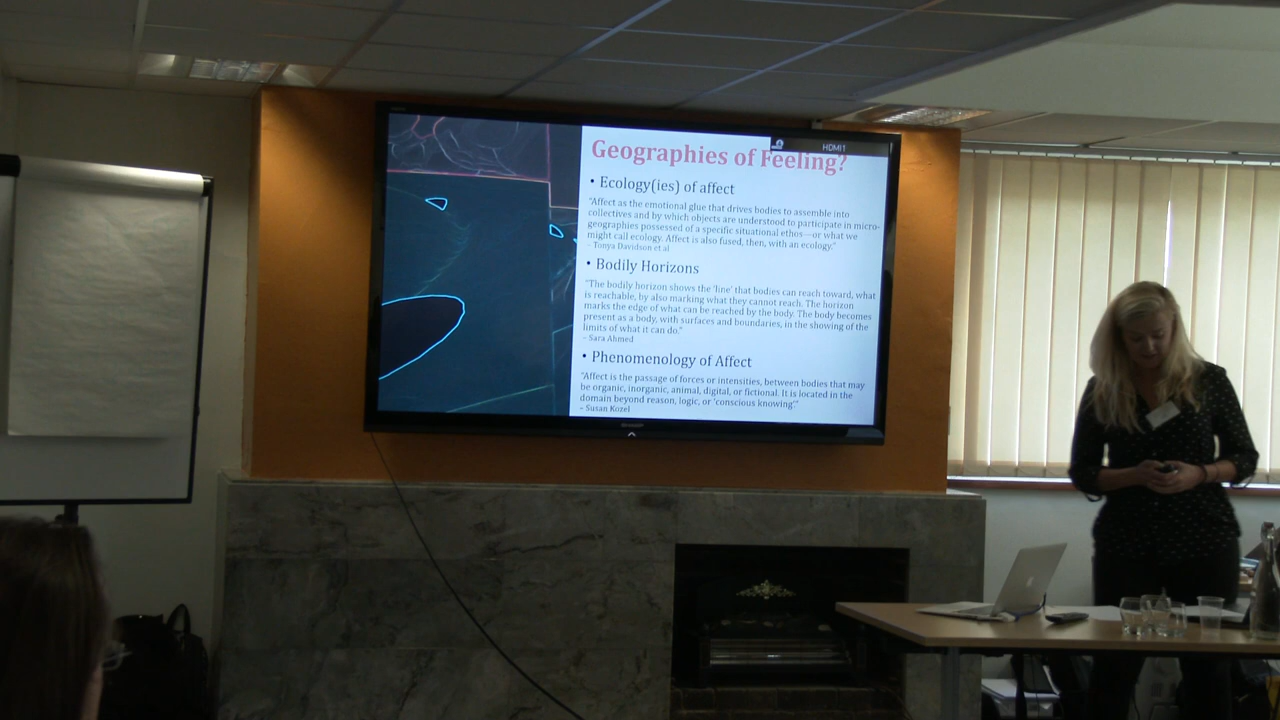 HDMI1
Geographies of Feeling?
• Ecology(ies) of affect
"Affect as the emotional glue that drives bodies to assemble into
collectives and by which objects are understood to participate in micro-
geographies possessed of a specific situational ethos—or what we
might call ecology. Affect is also fused, then, with an ecology."
- Tonya Davidson et al
• Bodily Horizons
"The bodily horizon shows the 'line' that bodies can reach toward, what
is reachable, by also marking what they cannot reach. The horizon
marks the edge of what can be reached by the body. The body becomes
present as a body, with surfaces and boundaries, in the showing of the
limits of what it can do."
– Sara Ahmed
• Phenomenology of Affect
"Affect is the passage of forces or intensities, between bodies that may
be organic, inorganic, animal, digital, or fictional. It is located in the
domain beyond reason, logic, or 'conscious knowing'"
– Susan Kozel
SHARP